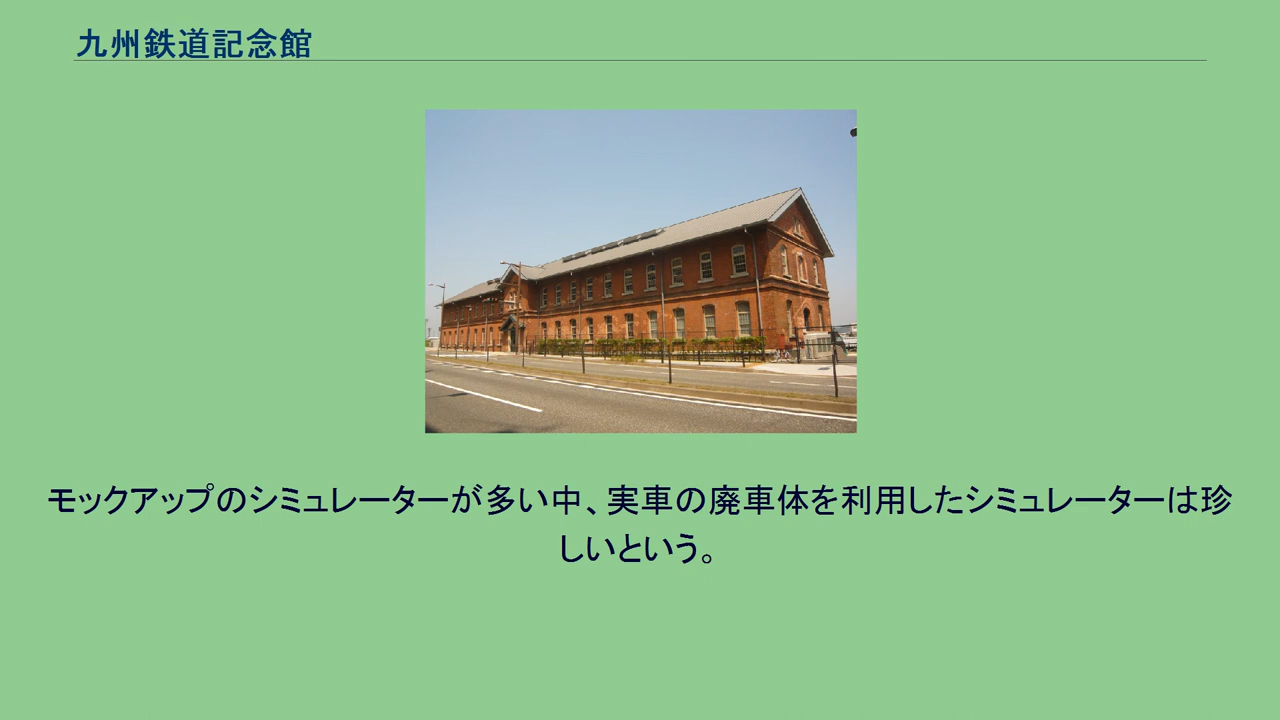 九州鉄道記念館
モックアップのシミュレーターが多い中、実車の廃車体を利用したシミュレーターは珍
しいという。